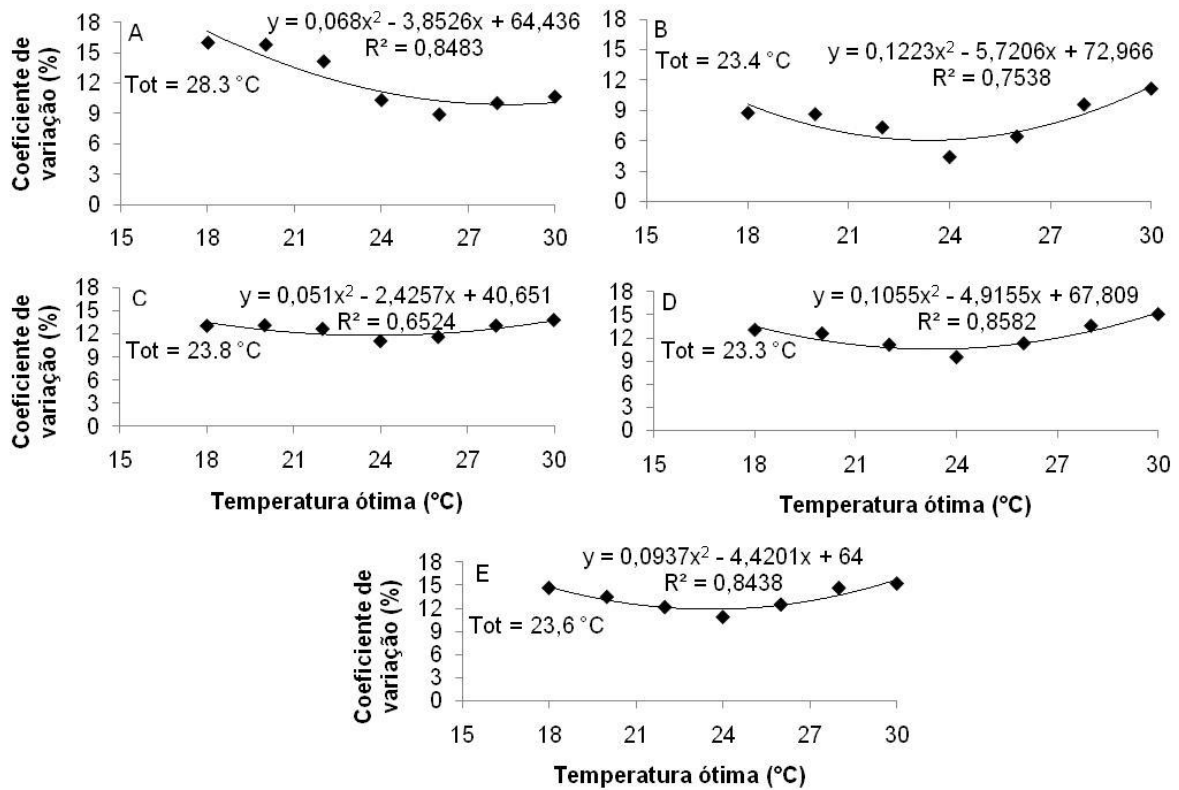 A
y = 0,068x² - 3,8526x + 64,436
R² = 0,8483
Tot = 28.3 °C
Coeficiente de
variação (%)
18
15
12
9
6
3
0
15 18 21 24 27 30
B
y = 0,1223x² - 5,7206x + 72,966
R² = 0,7538
Tot = 23.4 °C
18
15
12
9
6
3
0
15 18 21 24 27 30
C
y = 0,051x² - 2,4257x + 40,651
R² = 0,6524
Tot = 23.8 °C
Coeficiente de
variação (%)
18
15
12
9
6
3
0
15 18 21 24 27 30
Temperatura ótima (°C)
D
y = 0,1055x² - 4,9155x + 67,809
R² = 0,8582
Tot = 23.3 °C
18
15
12
9
6
3
0
15 18 21 24 27 30
Temperatura ótima (°C)
E
y = 0,0937x² - 4,4201x + 64
R² = 0,8438
Tot = 23,6 °C
Coeficiente de
variação (%)
18
15
12
9
6
3
0
15 18 21 24 27 30
Temperatura ótima (°C)